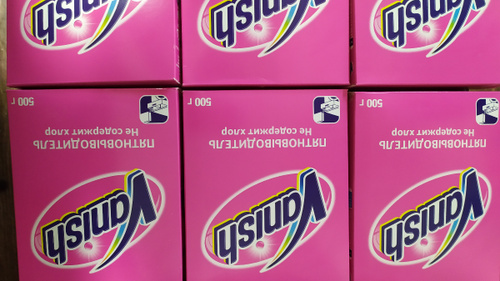 Vanish
ПЯТНОВЫВОДИТЕЛЬ
Не содержит хлор
500 г
Vanish
ПЯТНОВЫВОДИТЕЛЬ
Не содержит хлор
500 г
Vanish
ПЯТНОВЫВОДИТЕЛЬ
Не содержит хлор
500 г
Vanish
Vanish
Vanish